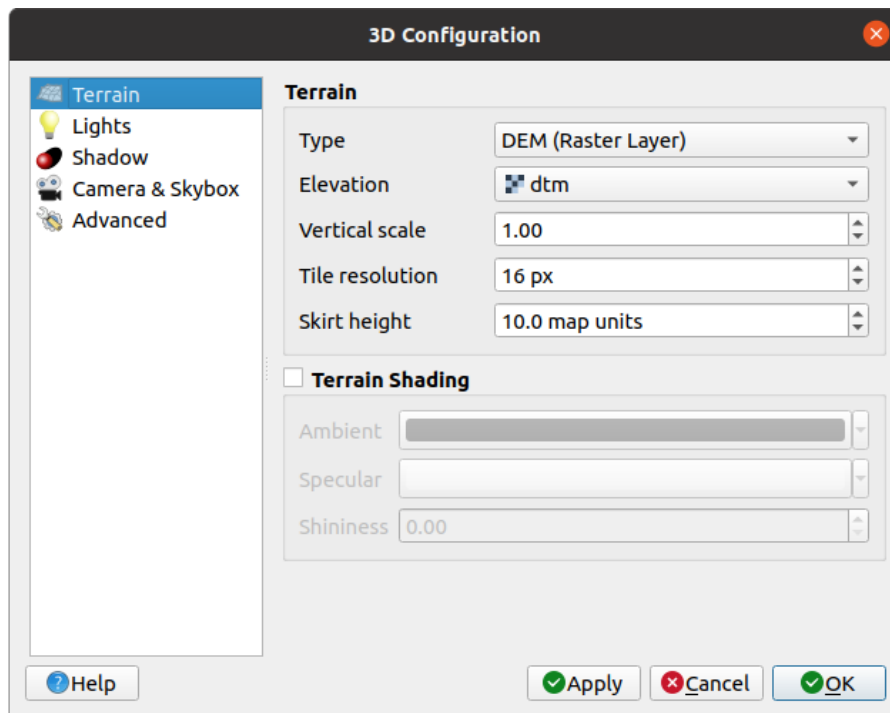 3D Configuration
Terrain
Lights
Shadow
Camera & Skybox
Advanced
Terrain
Type DEM (Raster Layer)
Elevation dtm
Vertical scale 1.00
Tile resolution 16 px
Skirt height 10.0 map units
Terrain Shading
Ambient
Specular
Shininess 0.00
Help Apply Cancel OK